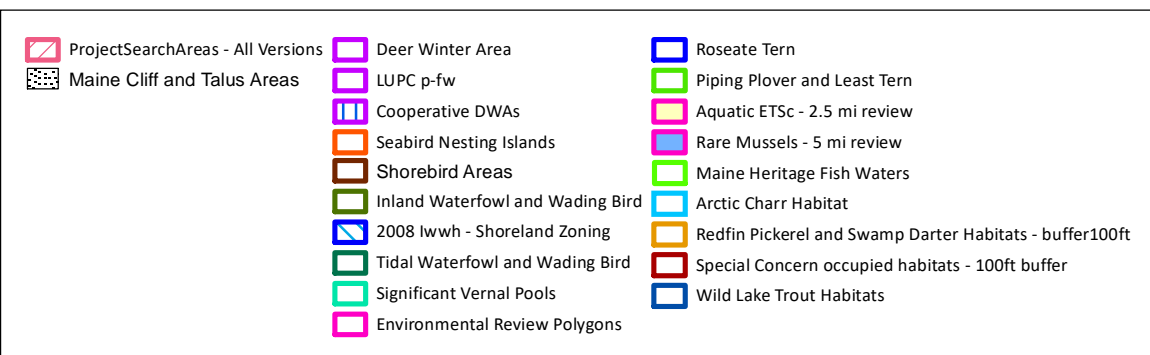 ProjectSearchAreas - All Versions
Maine Cliff and Talus Areas
Deer Winter Area
LUPC p-fw
Cooperative DWAs
Seabird Nesting Islands
Shorebird Areas
Inland Waterfowl and Wading Bird
2008 Iwwh - Shoreland Zoning
Tidal Waterfowl and Wading Bird
Significant Vernal Pools
Environmental Review Polygons
Roseate Tern
Piping Plover and Least Tern
Aquatic ETSc - 2.5 mi review
Rare Mussels - 5 mi review
Maine Heritage Fish Waters
Arctic Charr Habitat
Redfin Pickerel and Swamp Darter Habitats - buffer100ft
Special Concern occupied habitats - 100ft buffer
Wild Lake Trout Habitats